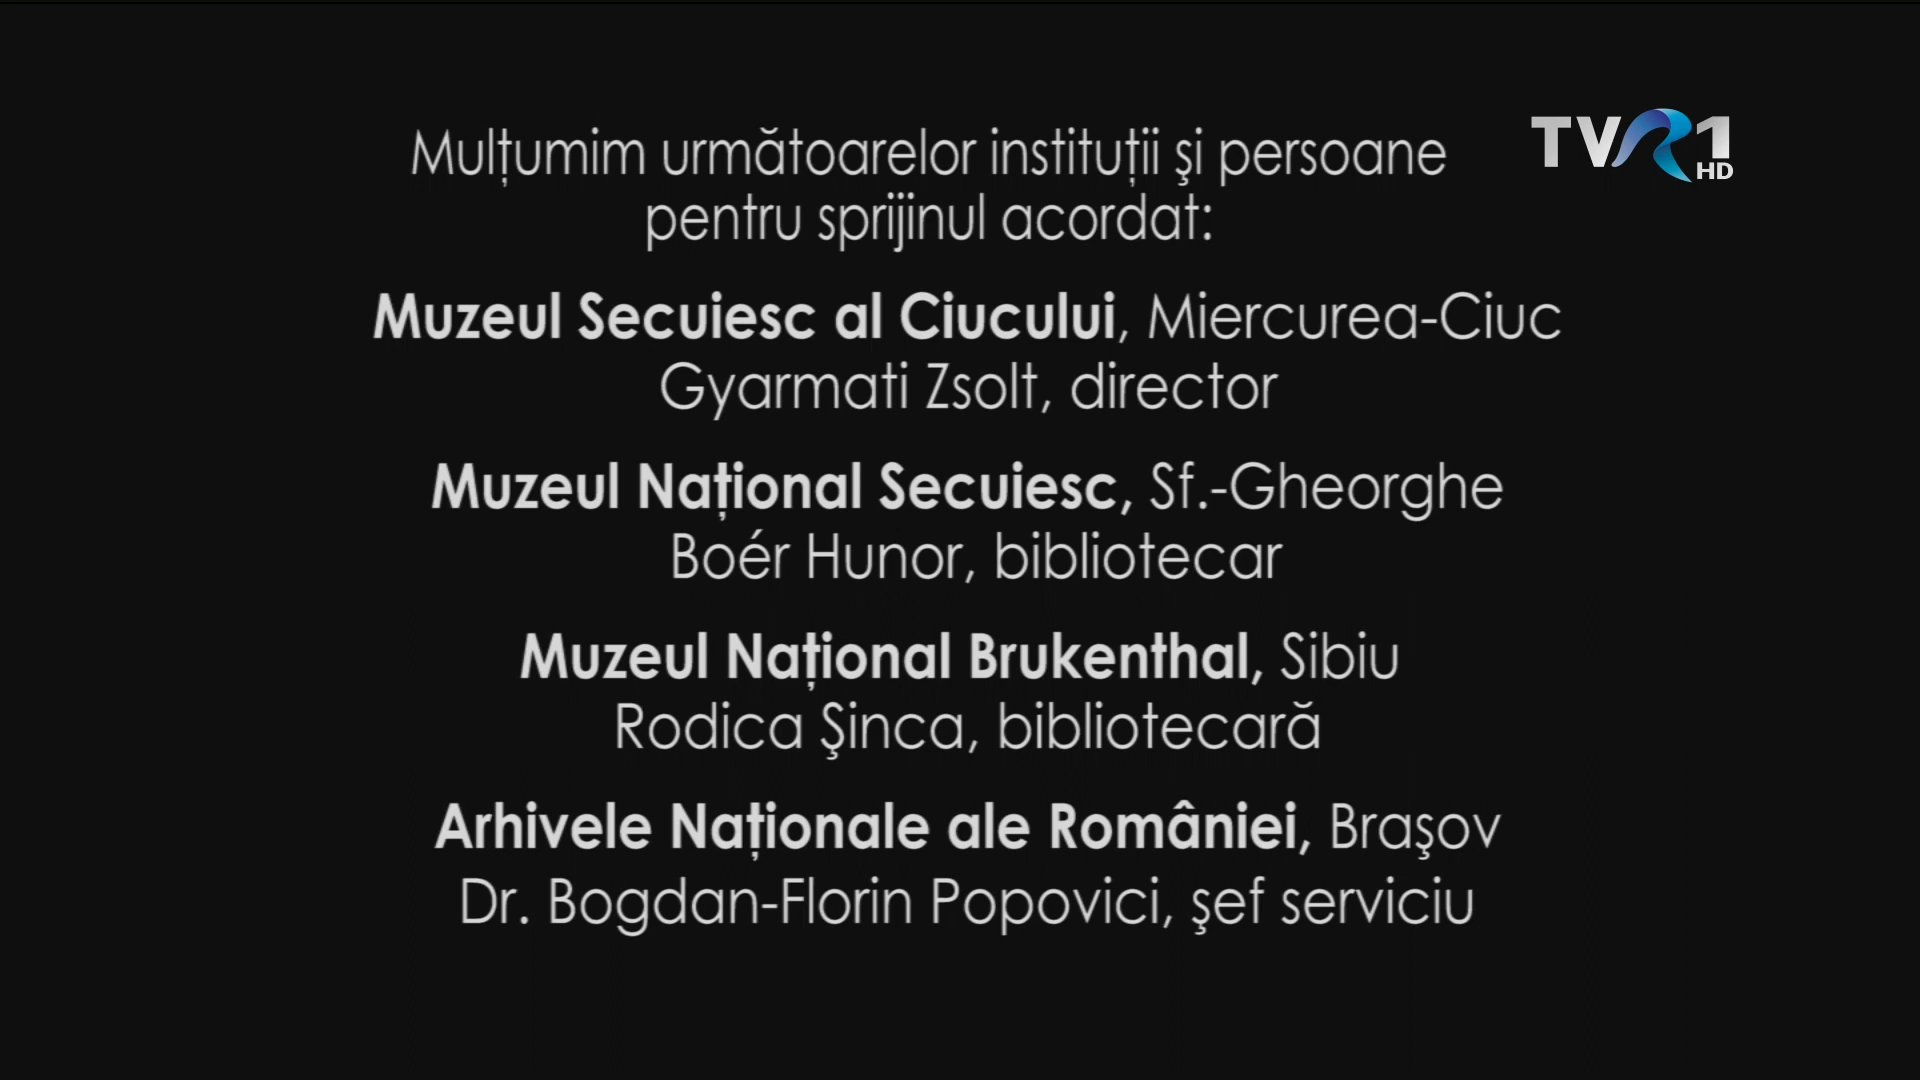 Mulțumim următoarelor instituții şi persoane
pentru sprijinul acordat:
TVR1
HD
Muzeul Secuiesc al Ciucului, Miercurea-Ciuc
Gyarmati Zsolt, director
Muzeul Național Secuiesc, Sf.-Gheorghe
Boér Hunor, bibliotecar
Muzeul Național Brukenthal, Sibiu
Rodica Şinca, bibliotecară
Arhivele Naționale ale României, Braşov
Dr. Bogdan-Florin Popovici, şef serviciu